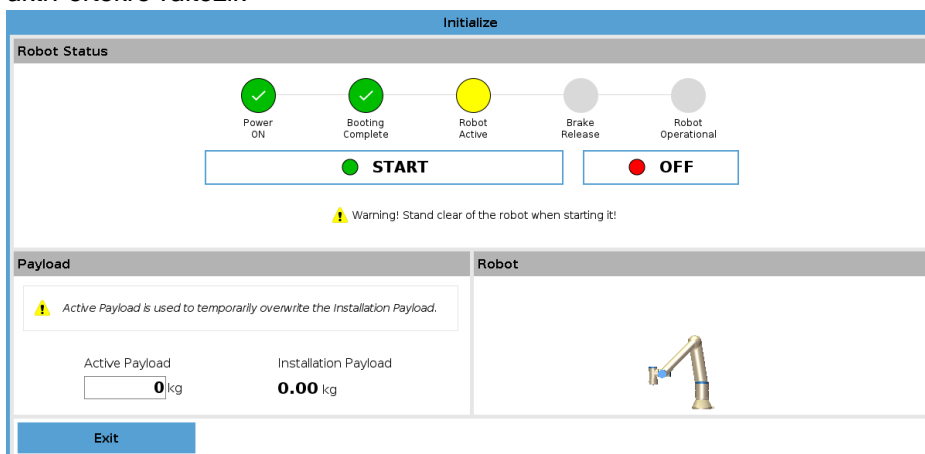 Initialize
Robot Status
Power
ON
Booting
Complete
Robot
Active
Brake
Release
Robot
Operational
START
OFF
Warning! Stand clear of the robot when starting it!
Payload
Robot
Active Payload is used to temporarily overwrite the Installation Payload.
Active Payload
Installation Payload
0 kg
0.00 kg
Exit